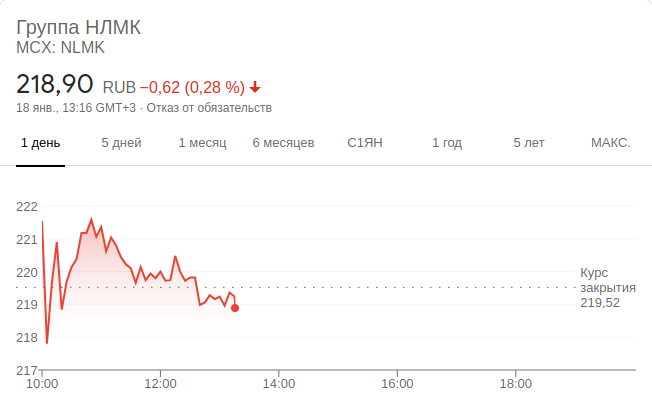 Группа НЛМК
MCX: NLMK
218,90 RUB −0,62 (0,28 %)
18 янв., 13:16 GMT+3 · Отказ от обязательств
1 день 5 дней 1 месяц 6 месяцев С1ЯН 1 год 5 лет МАКС.
222
221
220
219
218
217
Курс
закрытия
219,52
10:00 12:00 14:00 16:00 18:00